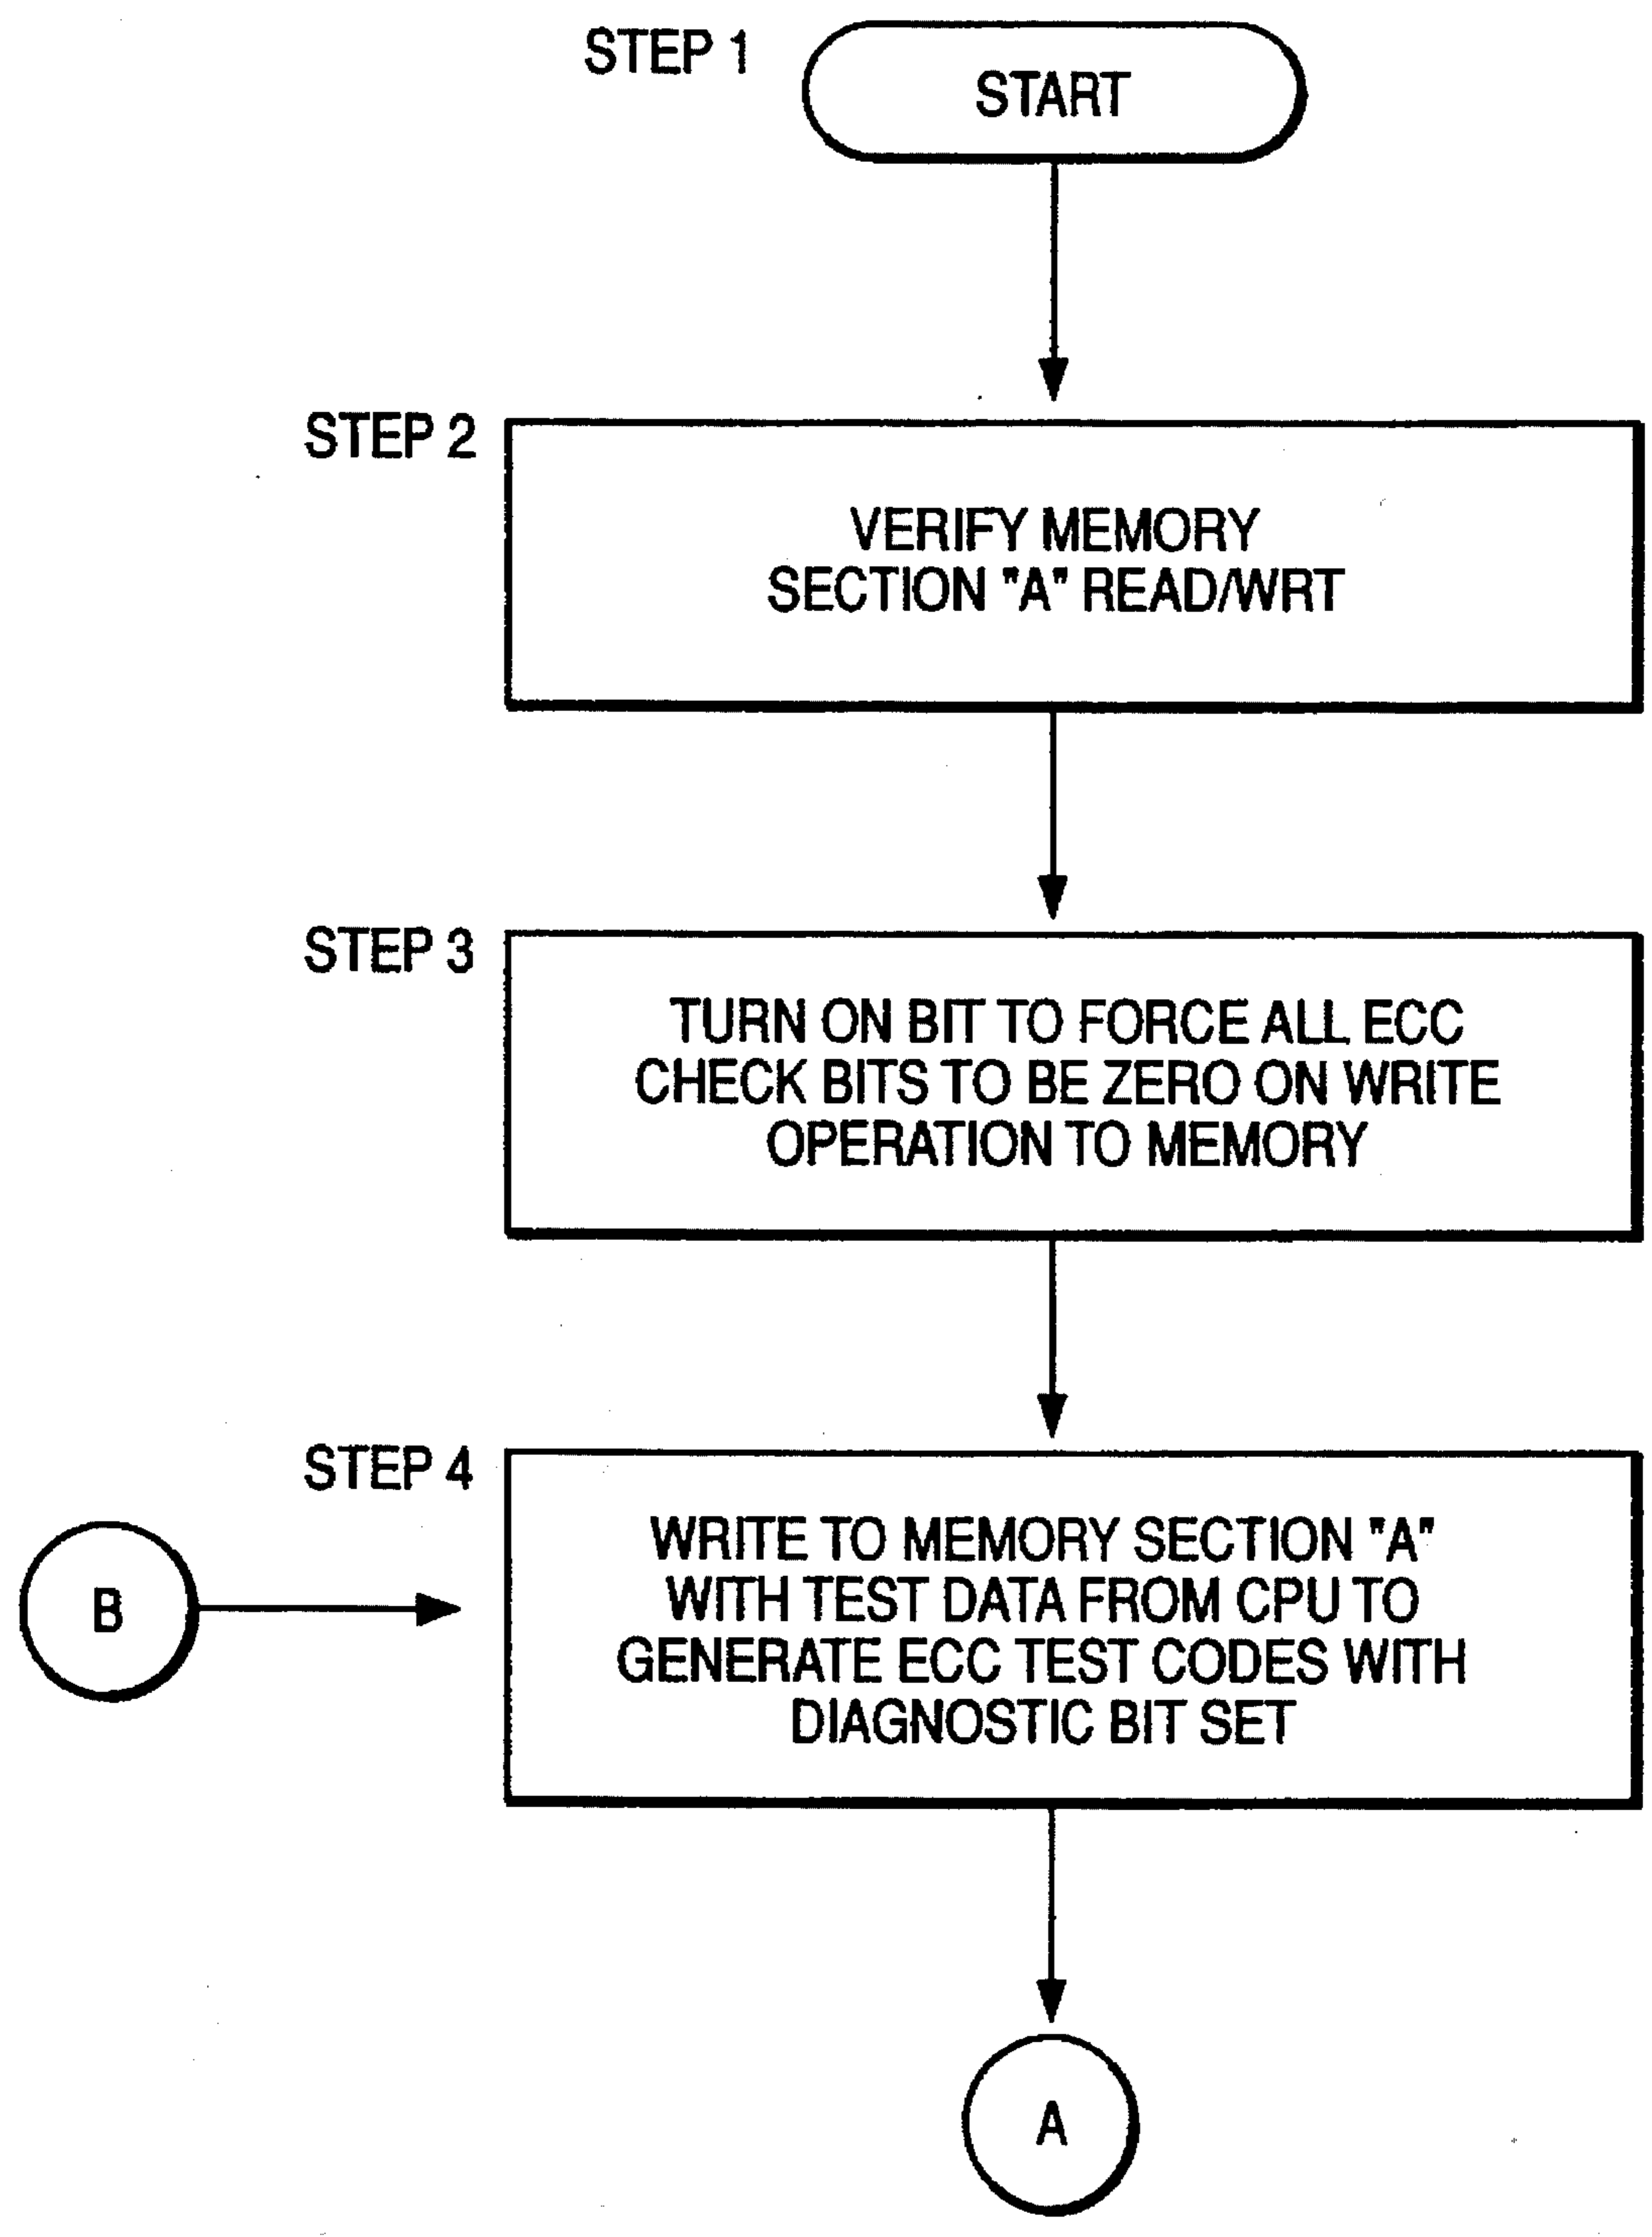 STEP 1
START
STEP 2
VERIFY MEMORY
SECTION "A" READ/WRT
STEP 3
TURN ON BIT TO FORCE ALL ECC
CHECK BITS TO BE ZERO ON WRITE
OPERATION TO MEMORY
STEP 4
WRITE TO MEMORY SECTION "A"
WITH TEST DATA FROM CPU TO
GENERATE ECC TEST CODES WITH
DIAGNOSTIC BIT SET
B
A